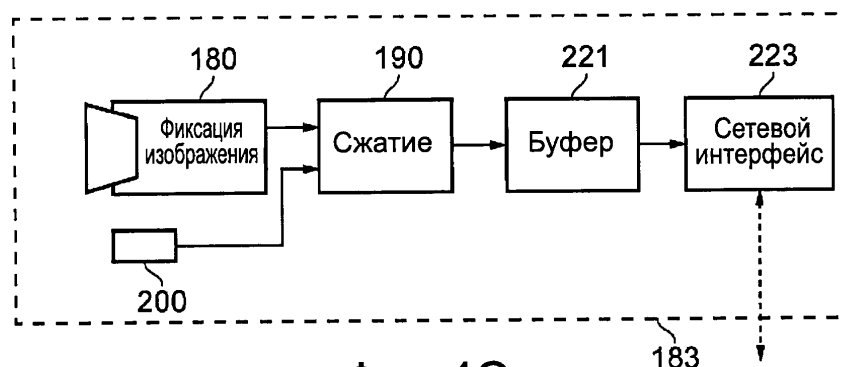 180
190
221
223
Фиксация
изображения
Сжатие
Буфер
Сетевой
интерфейс
200
183